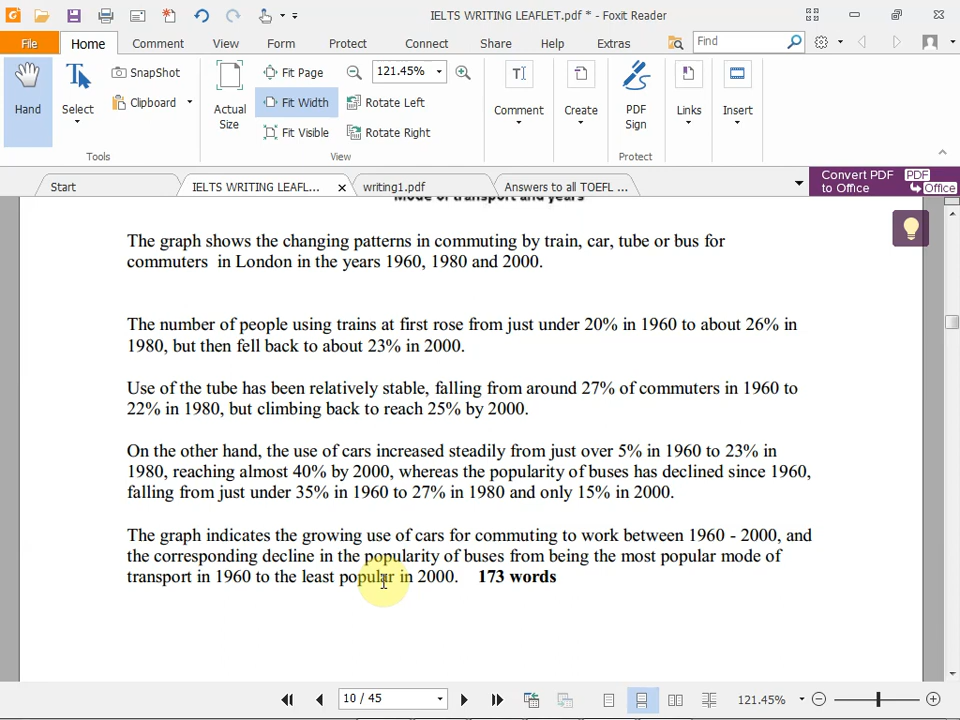 IELTS WRITING LEAFLET.pdf * - Foxit Reader
File Home Comment View Form Protect Connect Share Help Extras Find
Hand
Select
SnapShot
Clipboard
Tools
Actual Size
Fit Page
Fit Width
Fit Visible
121.45%
Rotate Left
Rotate Right
View
Comment
Create
PDF Sign
Protect
Links
Insert
Start IELTS WRITING LEAFL... writing1.pdf Answers to all TOEFL ...
Convert PDF to Office PDF Office
Mode of transport and years
The graph shows the changing patterns in commuting by train, car, tube or bus for
commuters in London in the years 1960, 1980 and 2000.
The number of people using trains at first rose from just under 20% in 1960 to about 26% in
1980, but then fell back to about 23% in 2000.
Use of the tube has been relatively stable, falling from around 27% of commuters in 1960 to
22% in 1980, but climbing back to reach 25% by 2000.
On the other hand, the use of cars increased steadily from just over 5% in 1960 to 23% in
1980, reaching almost 40% by 2000, whereas the popularity of buses has declined since 1960,
falling from just under 35% in 1960 to 27% in 1980 and only 15% in 2000.
The graph indicates the growing use of cars for commuting to work between 1960 - 2000, and
the corresponding decline in the popularity of buses from being the most popular mode of
transport in 1960 to the least popular in 2000. 173 words
10 / 45
121.45%